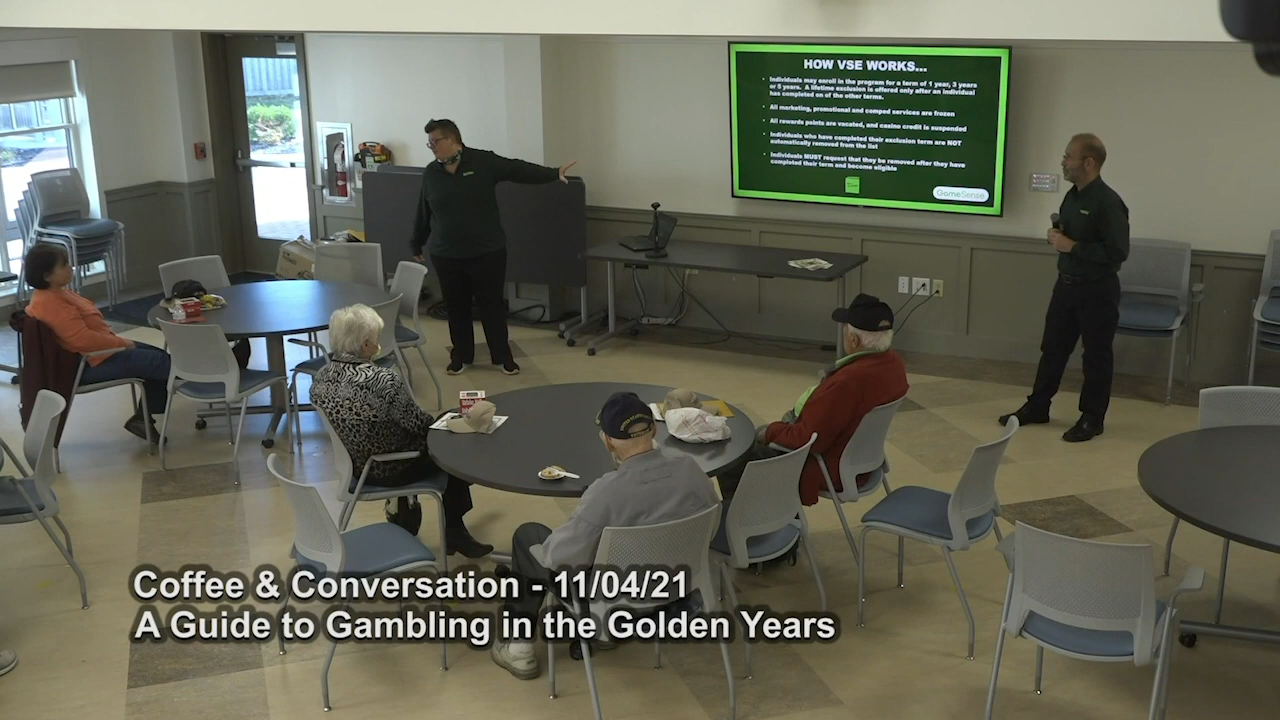 HOW VSE WORKS...
• Individuals may enroll in the program for a term of 1 year, 3 years
or 5 years. A lifetime exclusion is offered only after an individual
has completed on of the other terms.
• All marketing, promotional and comped services are frozen
• All rewards points are vacated, and casino credit is suspended
• Individuals who have completed their exclusion term are NOT
automatically removed from the list
• Individuals MUST request that they be removed after they have
completed their term and become eligible
GameSense
Coffee & Conversation - 11/04/21
A Guide to Gambling in the Golden Years